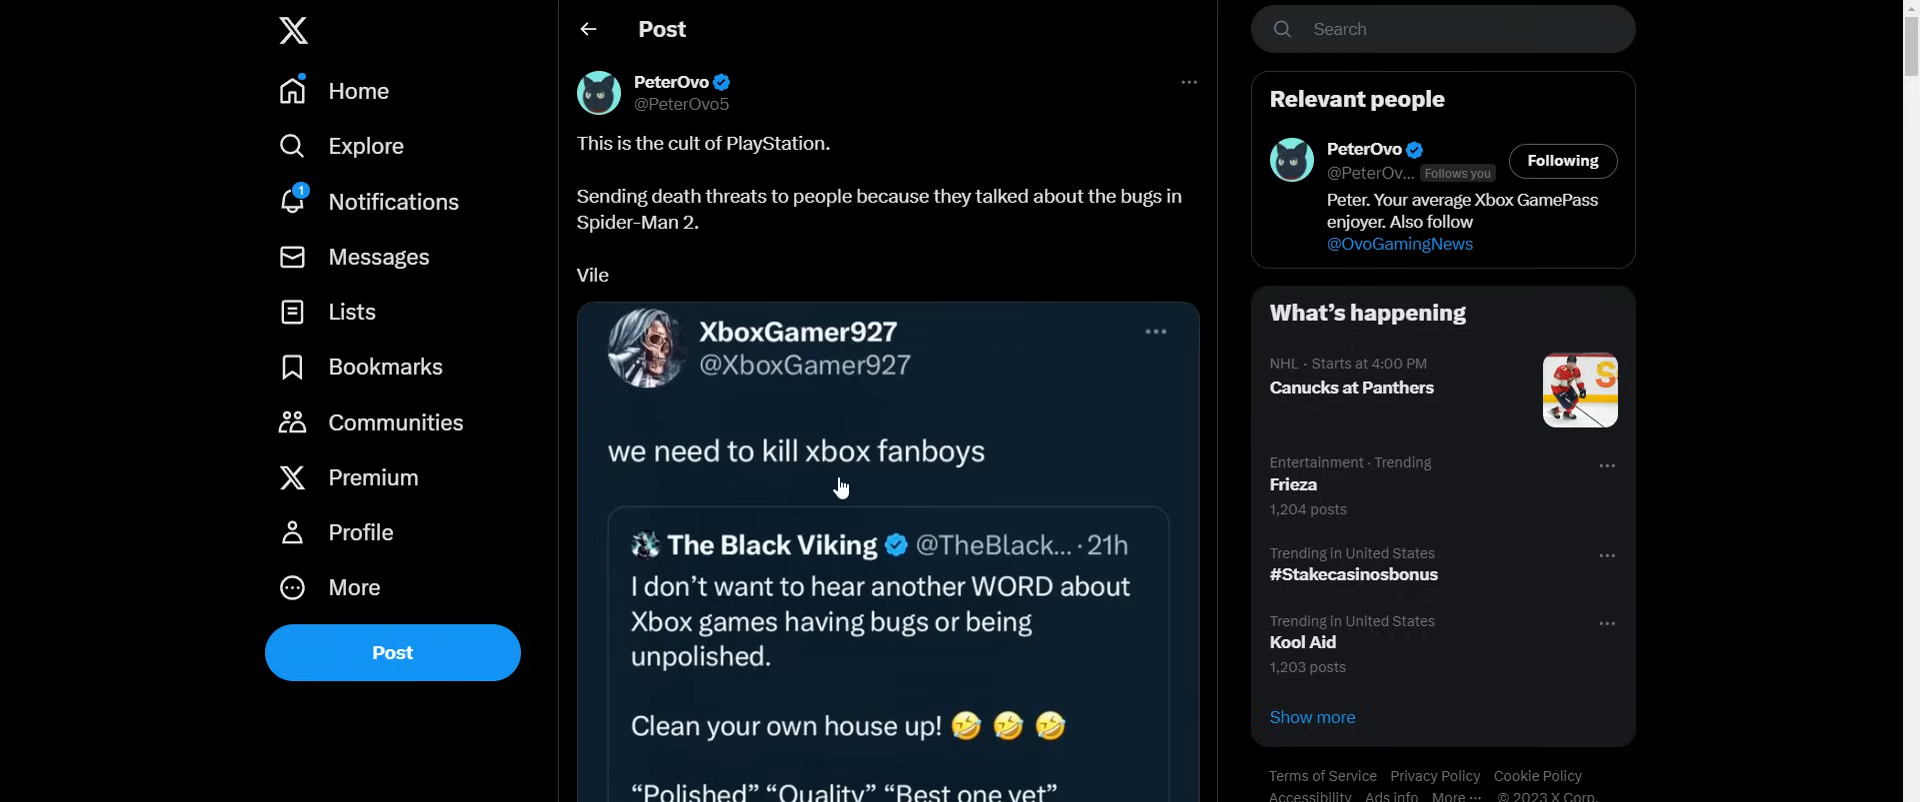 X
Home
Explore
1
Notifications
Messages
Lists
Bookmarks
Communities
Premium
Profile
More
Post
Post
PeterOvo
@PeterOvo5
This is the cult of PlayStation.
Sending death threats to people because they talked about the bugs in
Spider-Man 2.
Vile
XboxGamer927
@XboxGamer927
we need to kill xbox fanboys
The Black Viking @TheBlack... · 21h
I don't want to hear another WORD about
Xbox games having bugs or being
unpolished.
Clean your own house up! 🤣 🤣 🤣
“Polished” “Quality” “Best one yet”
Search
Relevant people
PeterOvo
@PeterOv... Follows you
Following
Peter. Your average Xbox GamePass
enjoyer. Also follow
@OvoGamingNews
What’s happening
NHL · Starts at 4:00 PM
Canucks at Panthers
Entertainment · Trending
Frieza
1,204 posts
Trending in United States
#Stakecasinosbonus
Trending in United States
Kool Aid
1,203 posts
Show more
Terms of Service Privacy Policy Cookie Policy
Accessibility Ads info More ··· © 2023 X Corp.